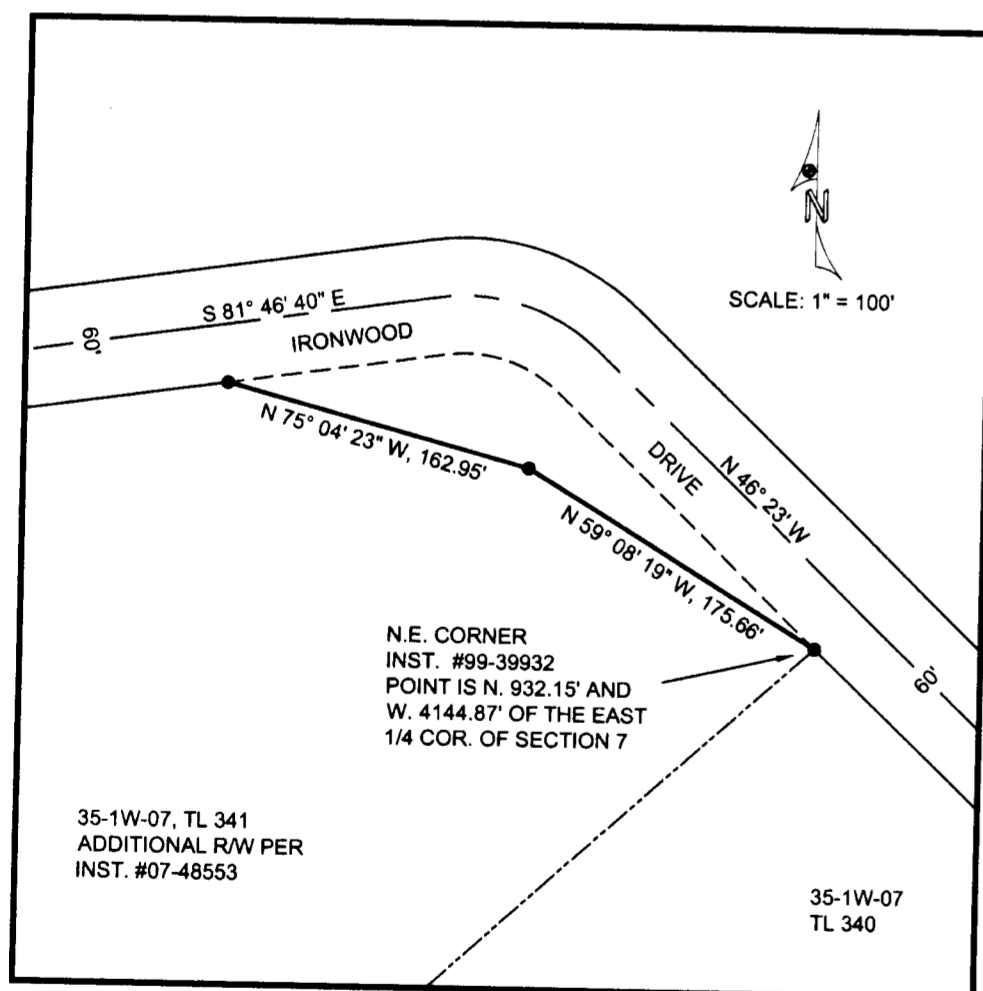 N
SCALE: 1" = 100'
S 81° 46' 40" E
60'
IRONWOOD
N 75° 04' 23" W, 162.95'
DRIVE
N 46° 23' W
N 59° 08' 19" W, 175.66'
60'
N.E. CORNER
INST. #99-39932
POINT IS N. 932.15' AND
W. 4144.87' OF THE EAST
1/4 COR. OF SECTION 7
35-1W-07, TL 341
ADDITIONAL R/W PER
INST. #07-48553
35-1W-07
TL 340